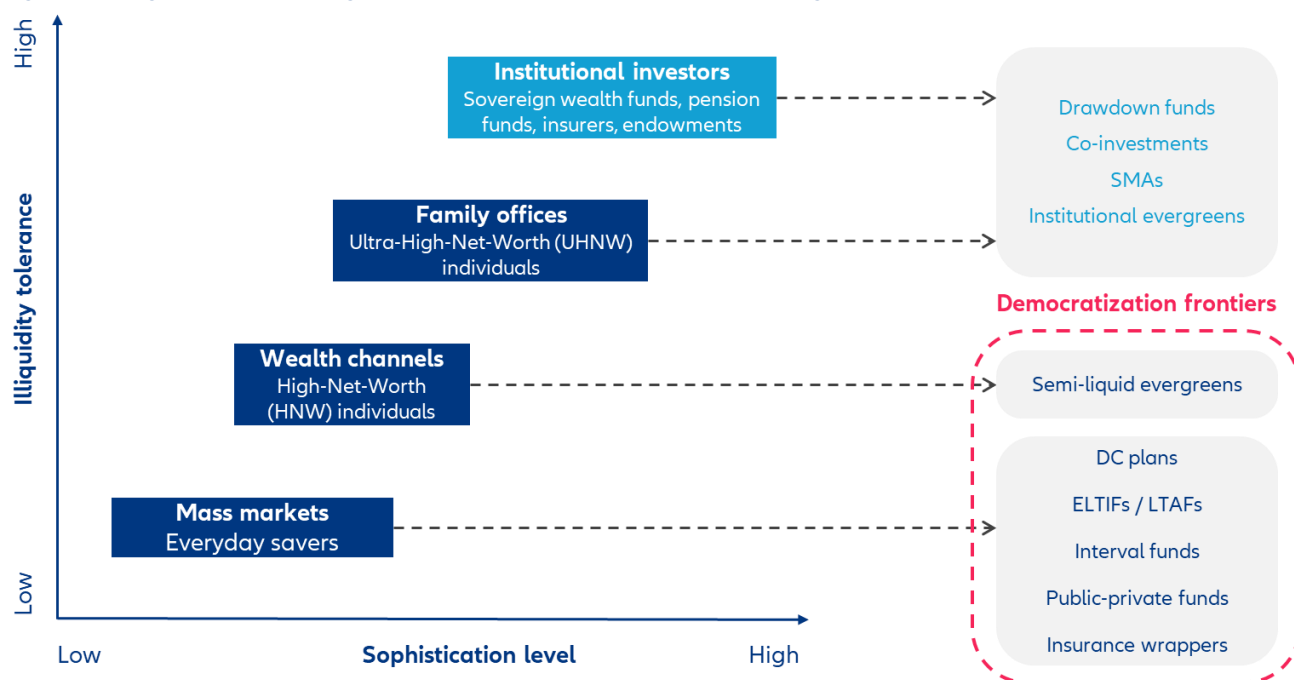 High
Illiquidity tolerance
Low
Institutional investors
Sovereign wealth funds, pension
funds, insurers, endowments
Family offices
Ultra-High-Net-Worth (UHNW)
individuals
Wealth channels
High-Net-Worth
(HNW) individuals
Mass markets
Everyday savers
Low
Sophistication level
High
Drawdown funds
Co-investments
SMAs
Institutional evergreens
Democratization frontiers
Semi-liquid evergreens
DC plans
ELTIFs / LTAFs
Interval funds
Public-private funds
Insurance wrappers